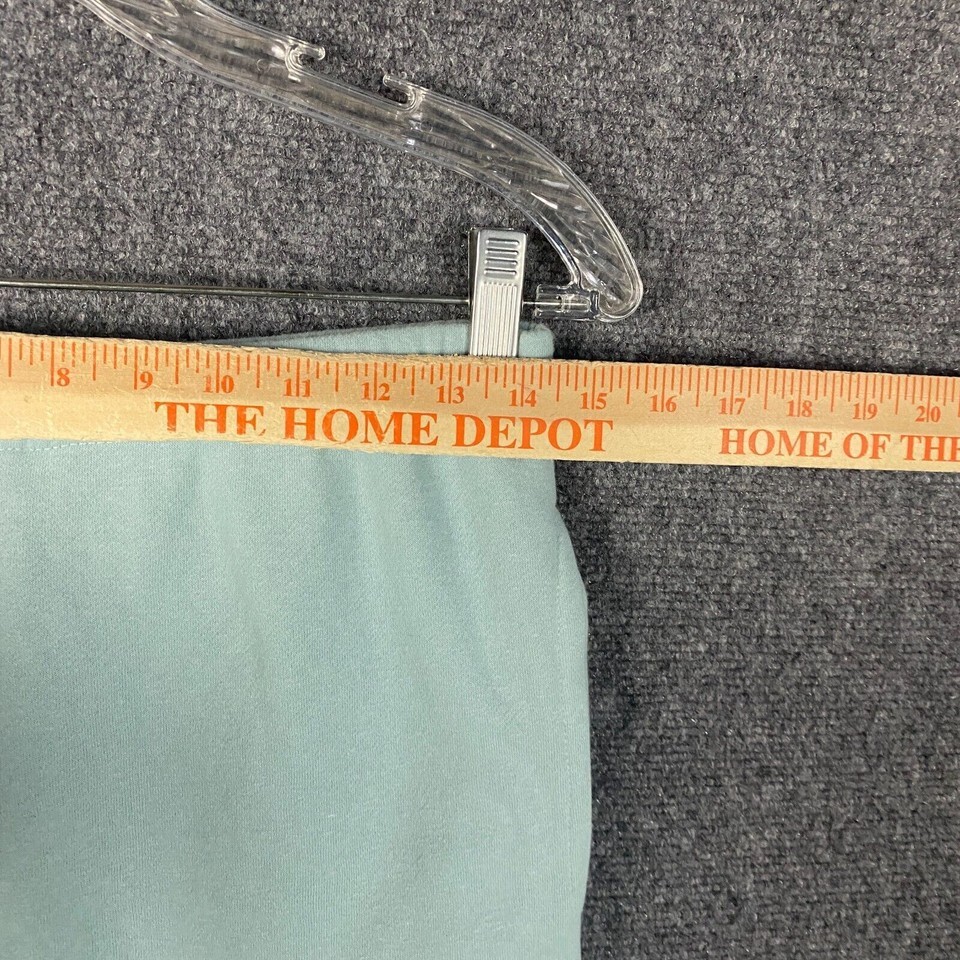 8 9 10 11 12 13 14 15 16 17 18 19 20
THE HOME DEPOT HOME OF THE